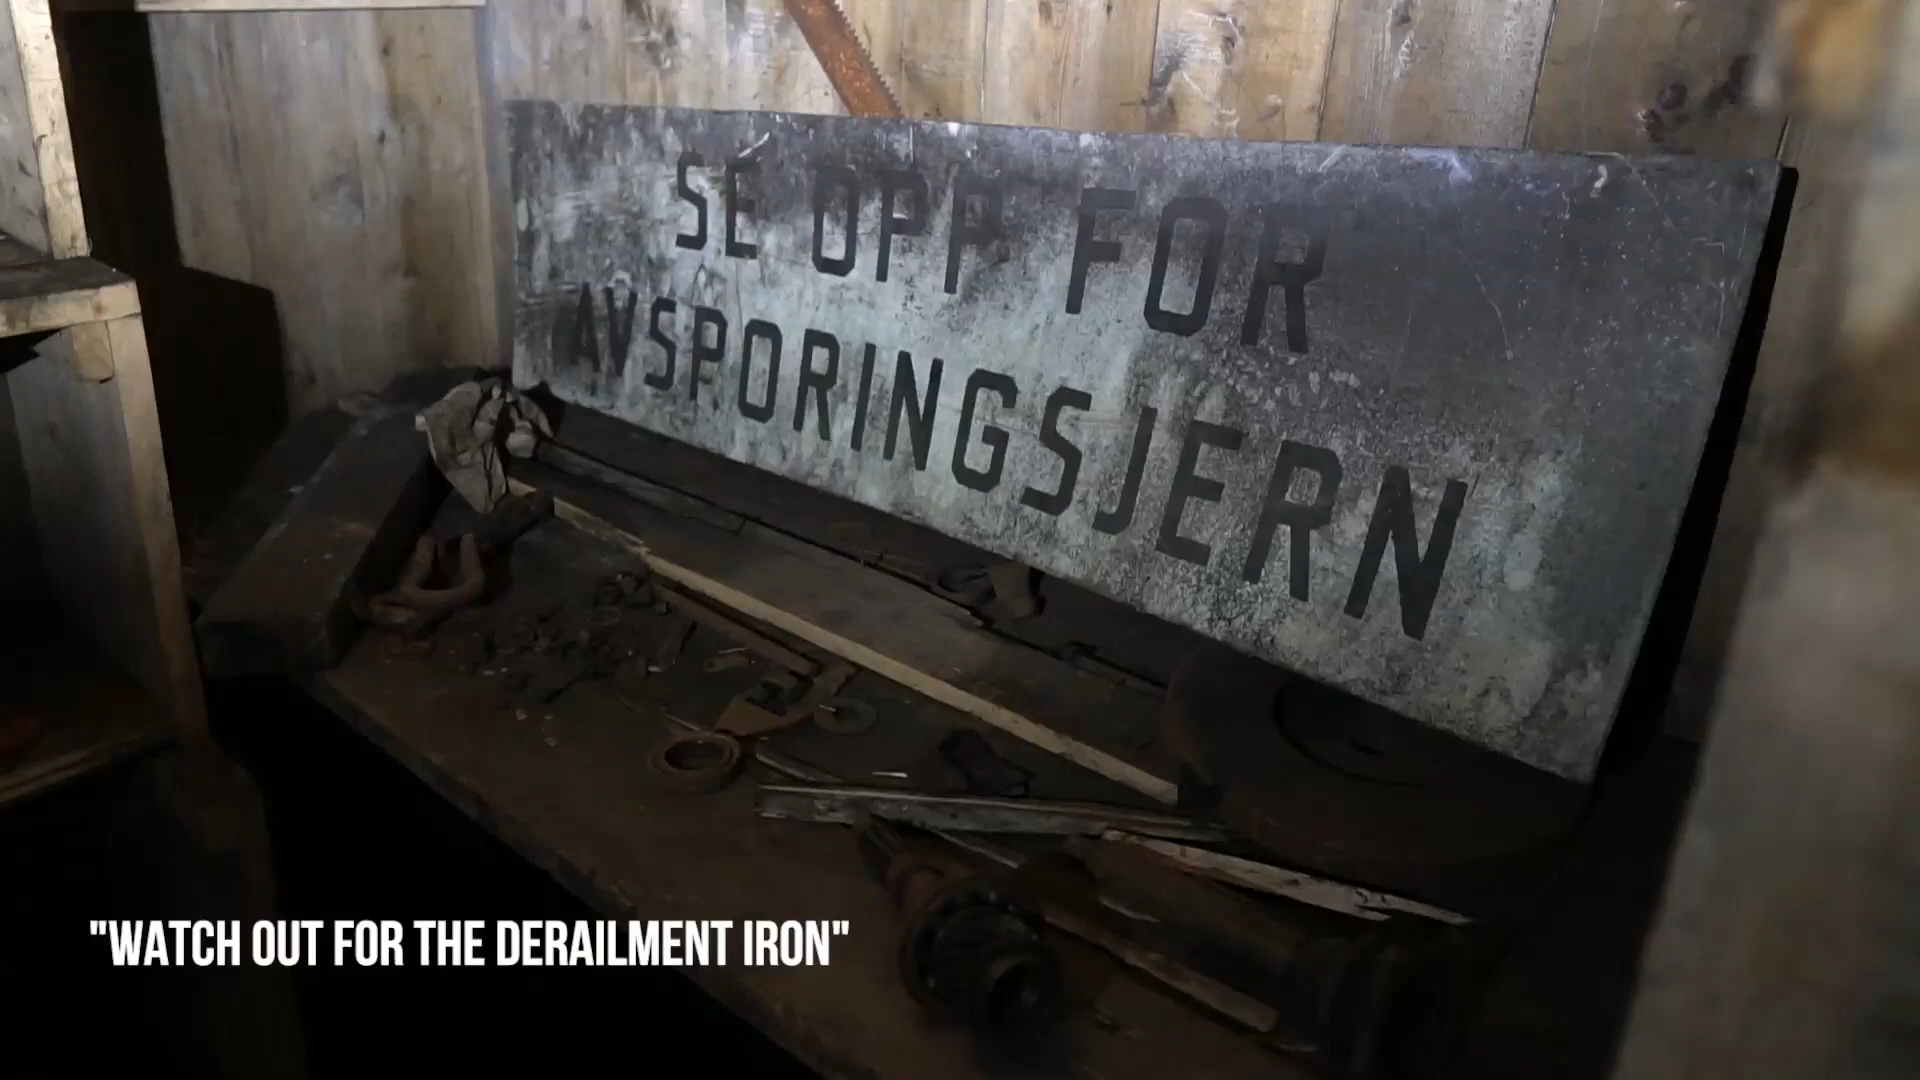 SE OPP FOR
AVSPORINGSJERN
"WATCH OUT FOR THE DERAILMENT IRON"